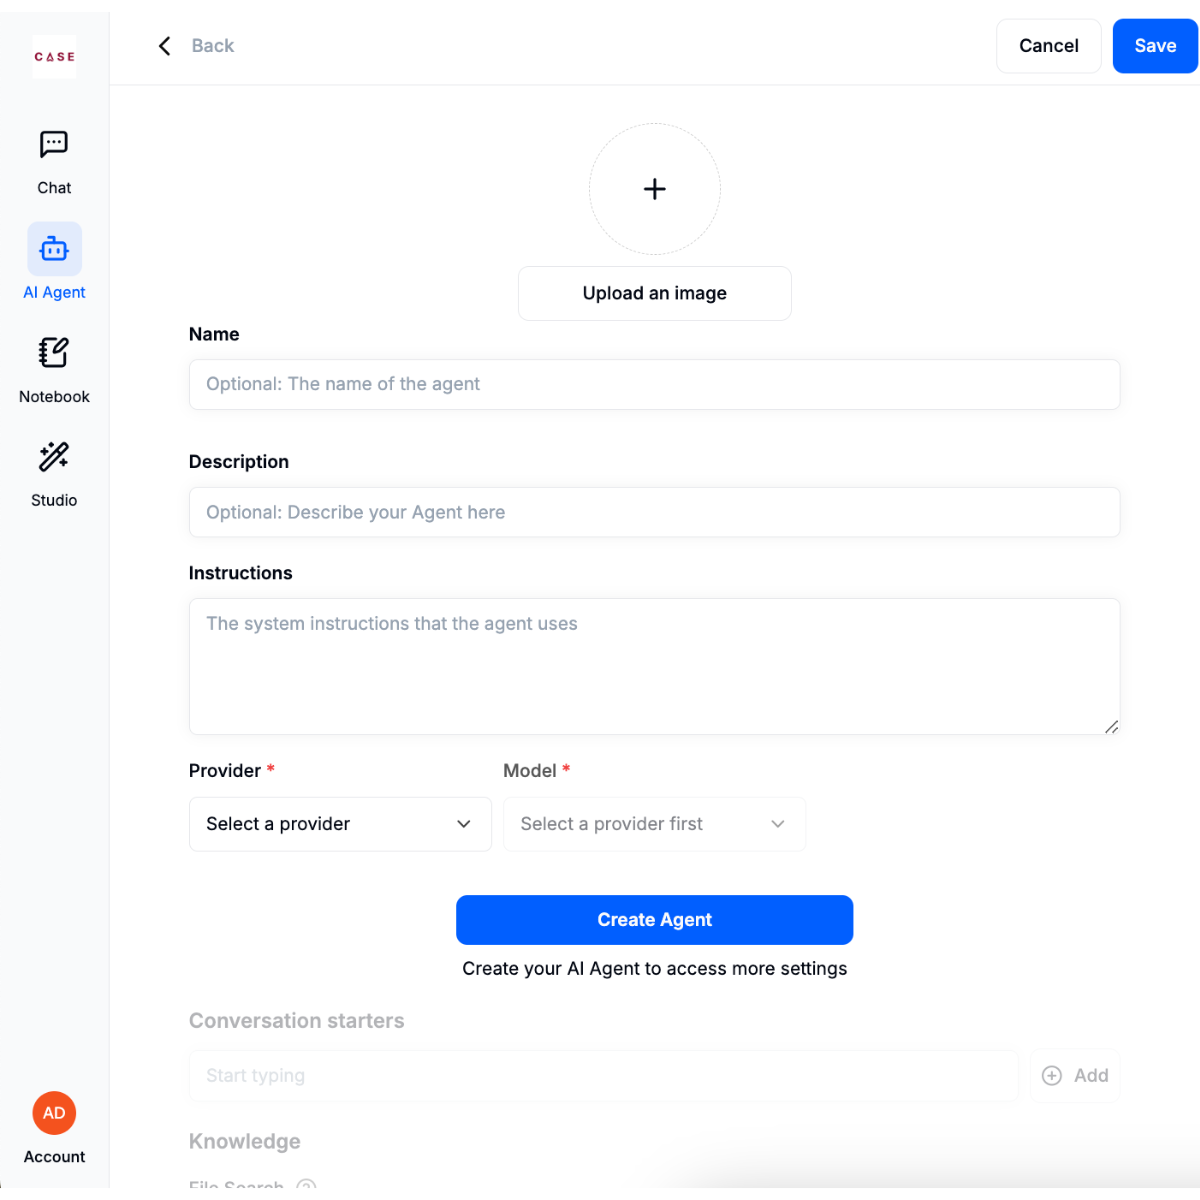 CASE
Back
Cancel
Save
Chat
AI Agent
Notebook
Studio
Upload an image
Name
Optional: The name of the agent
Description
Optional: Describe your Agent here
Instructions
The system instructions that the agent uses
Provider *
Model *
Select a provider
Select a provider first
Create Agent
Create your AI Agent to access more settings
Conversation starters
Start typing
Add
Knowledge
File Search
AD
Account